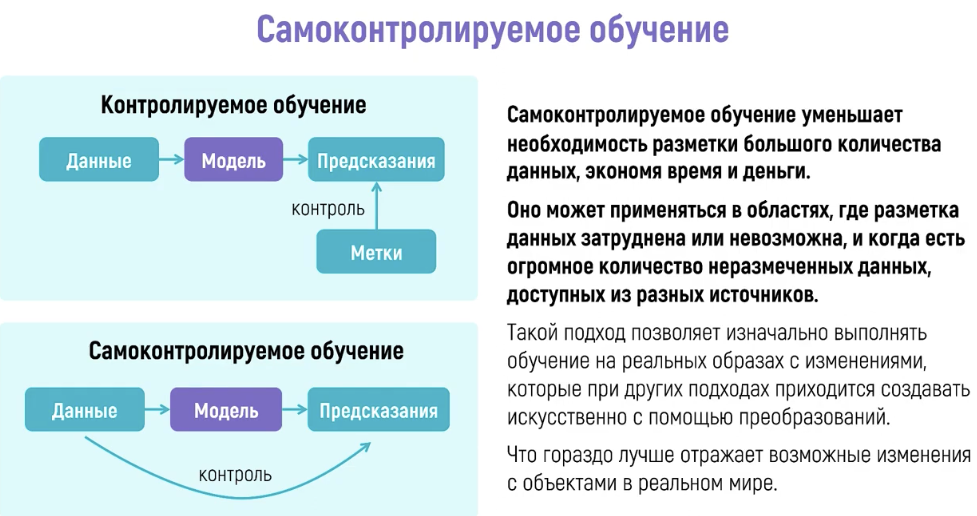 Самоконтролируемое обучение
Контролируемое обучение
Данные
Модель
Предсказания
контроль
Метки
Самоконтролируемое обучение
Данные
Модель
Предсказания
контроль
Самоконтролируемое обучение уменьшает
необходимость разметки большого количества
данных, экономя время и деньги.
Оно может применяться в областях, где разметка
данных затруднена или невозможна, и когда есть
огромное количество неразмеченных данных,
доступных из разных источников.
Такой подход позволяет изначально выполнять
обучение на реальных образах с изменениями,
которые при других подходах приходится создавать
искусственно с помощью преобразований.
Что гораздо лучше отражает возможные изменения
с объектами в реальном мире.